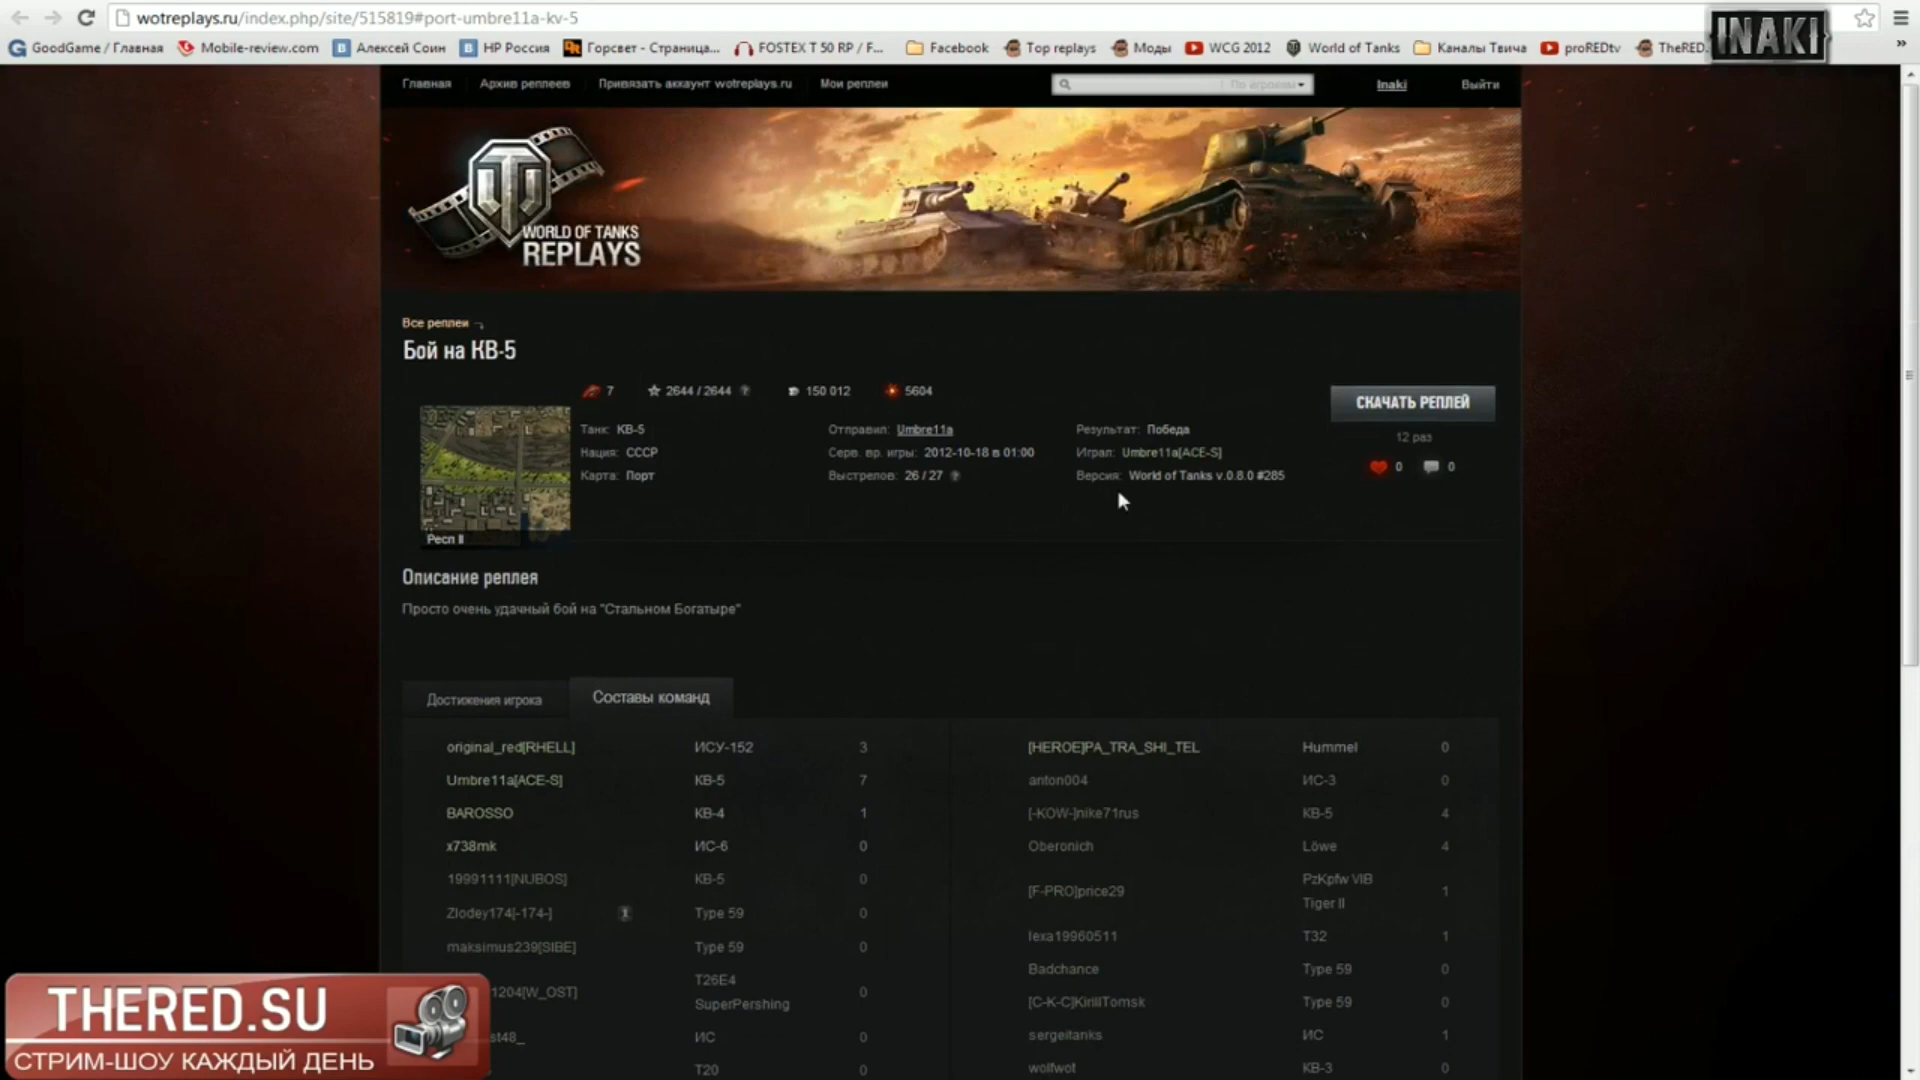 wotreplays.ru/index.php/site/515819#port-umbre11a-kv-5
INAKI
GoodGame / Главная Mobile-review.com Алексей Соин НР Россия Горсвет - Страница... FOSTEX T 50 RP / F... Facebook Top replays Моды WCG 2012 World of Tanks Каналы Твича proREDtv TheRED.
Главная Архив реплеев Привязать аккаунт wotreplays.ru Мои реплеи По игрокам Inaki Выйти
WORLD OF TANKS
REPLAYS
Все реплеи
Бой на КВ-5
7 2644 / 2644 ? 150 012 5604
СКАЧАТЬ РЕПЛЕЙ
Танк: КВ-5 Отправил: Umbre11a Результат: Победа
12 раз
Нация: СССР Серв. вр. игры: 2012-10-18 в 01:00 Играл: Umbre11a[ACE-S]
0 0
Карта: Порт Выстрелов: 26 / 27 ? Версия: World of Tanks v.0.8.0 #285
Респ II
Описание реплея
Просто очень удачный бой на "Стальном Богатыре"
Достижения игрока Составы команд
original_red[RHELL] ИСУ-152 3 [HEROE]PA_TRA_SHI_TEL Hummel 0
Umbre11a[ACE-S] КВ-5 7 anton004 ИС-3 0
BAROSSO КВ-4 1 [-KOW-]nike71rus КВ-5 4
x738mk ИС-6 0 Oberonich Löwe 4
19991111[NUBOS] КВ-5 0 [F-PRO]price29 PzKpfw VIB Tiger II 1
Zlodey174[-174-] Type 59 0 lexa19960511 T32 1
maksimus239[SIBE] Type 59 0 Badchance Type 59 0
1204[W_OST] T26E4 SuperPershing 0 [C-K-C]KirillTomsk Type 59 0
st48_ ИС 0 sergeitanks ИС 1
T20 0 wolfwot КВ-3 0
THERED.SU
СТРИМ-ШОУ КАЖДЫЙ ДЕНЬ